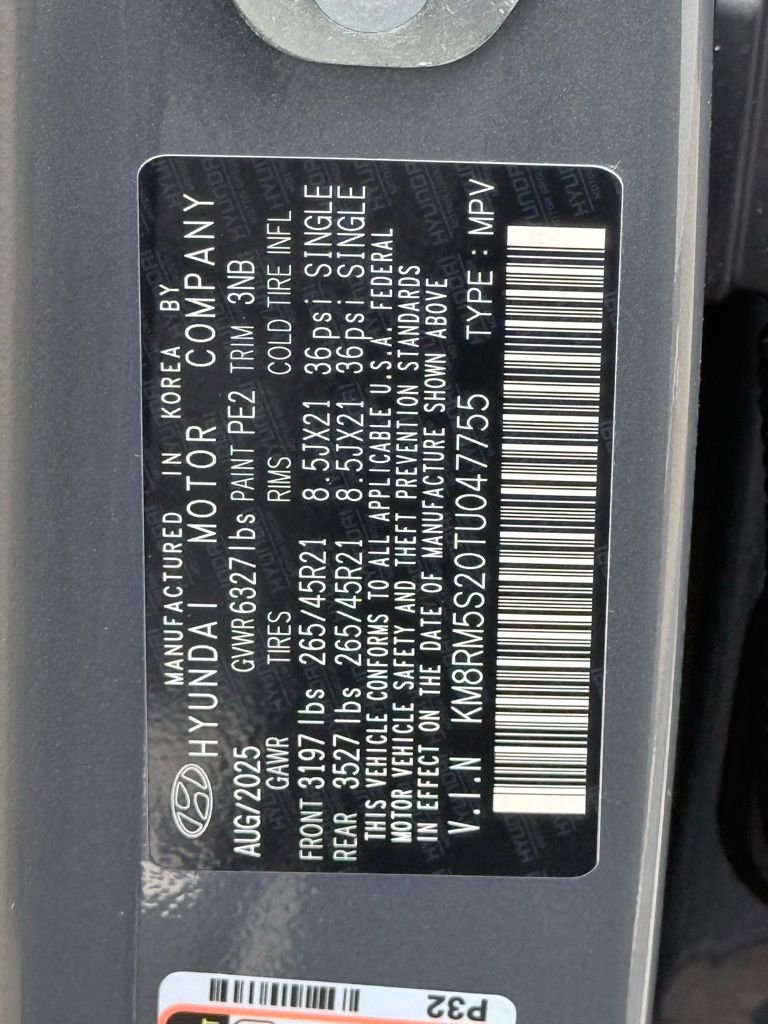 MANUFACTURED IN KOREA BY
HYUNDAI MOTOR COMPANY
AUG/2025 GVWR 6327 lbs PAINT PE2 TRIM 3NB
GAWR TIRES RIMS COLD TIRE INFL
FRONT 3197 lbs 265/45R21 8.5JX21 36psi SINGLE
REAR 3527 lbs 265/45R21 8.5JX21 36psi SINGLE
THIS VEHICLE CONFORMS TO ALL APPLICABLE U.S.A. FEDERAL
MOTOR VEHICLE SAFETY AND THEFT PREVENTION STANDARDS
IN EFFECT ON THE DATE OF MANUFACTURE SHOWN ABOVE
V.I.N KM8RM5S20TU047755 TYPE : MPV
P32